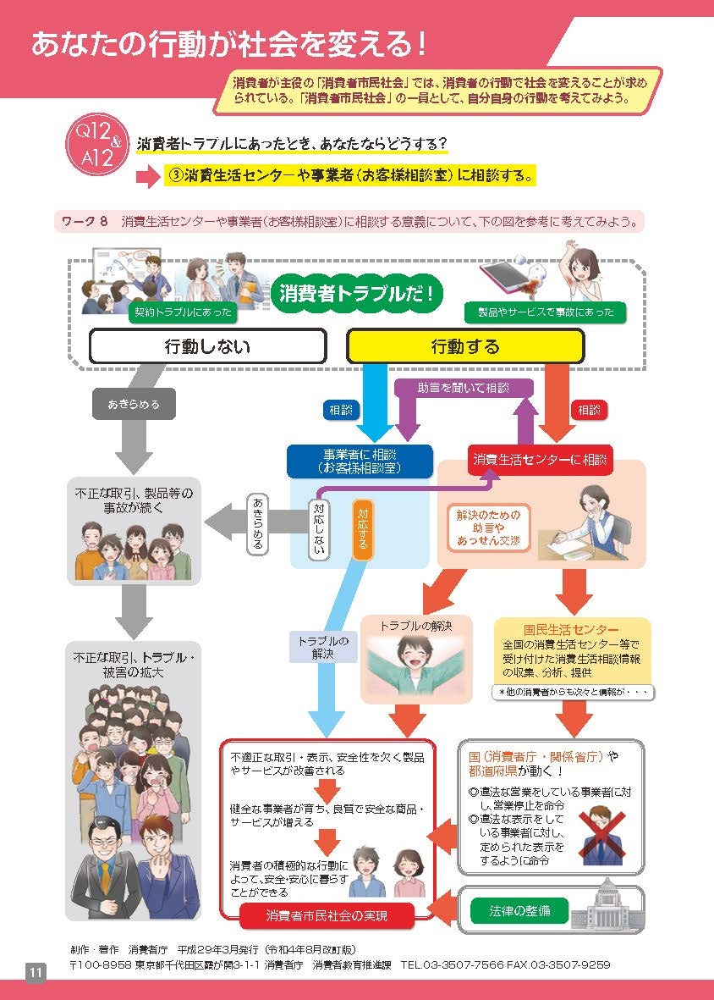 あなたの行動が社会を変える！
消費者が主役の「消費者市民社会」では、消費者の行動で社会を変えることが求め
られている。「消費者市民社会」の一員として、自分自身の行動を考えてみよう。
Q12
&
A12
消費者トラブルにあったとき、あなたならどうする？
③消費生活センターや事業者（お客様相談室）に相談する。
ワーク 8　消費生活センターや事業者（お客様相談室）に相談する意義について、下の図を参考に考えてみよう。
消費者トラブルだ！
契約トラブルにあった
製品やサービスで事故にあった
行動しない
行動する
あきらめる
相談
助言を聞いて相談
相談
事業者に相談
（お客様相談室）
消費生活センターに相談
不正な取引、製品等の
事故が続く
あきらめる
対応しない
対応する
解決のための
助言や
あっせん交渉
トラブルの
解決
トラブルの解決
国民生活センター
全国の消費生活センター等で
受け付けた消費生活相談情報
の収集、分析、提供
＊他の消費者からも次々と情報が・・・
不正な取引、トラブル・
被害の拡大
不適正な取引・表示、安全性を欠く製品
やサービスが改善される
健全な事業者が育ち、良質で安全な商品・
サービスが増える
消費者の積極的な行動に
よって、安全・安心に暮らす
ことができる
消費者市民社会の実現
国（消費者庁・関係省庁）や
都道府県が動く！
◎違法な営業をしている事業者に対
し、営業停止を命令
◎違法な表示をして
いる事業者に対し、
定められた表示を
するように命令
法律の整備
制作・著作　消費者庁　平成29年3月発行（令和4年8月改訂版）
〒100-8958 東京都千代田区霞が関3-1-1 消費者庁　消費者教育推進課　TEL.03-3507-7566 FAX.03-3507-9259
11